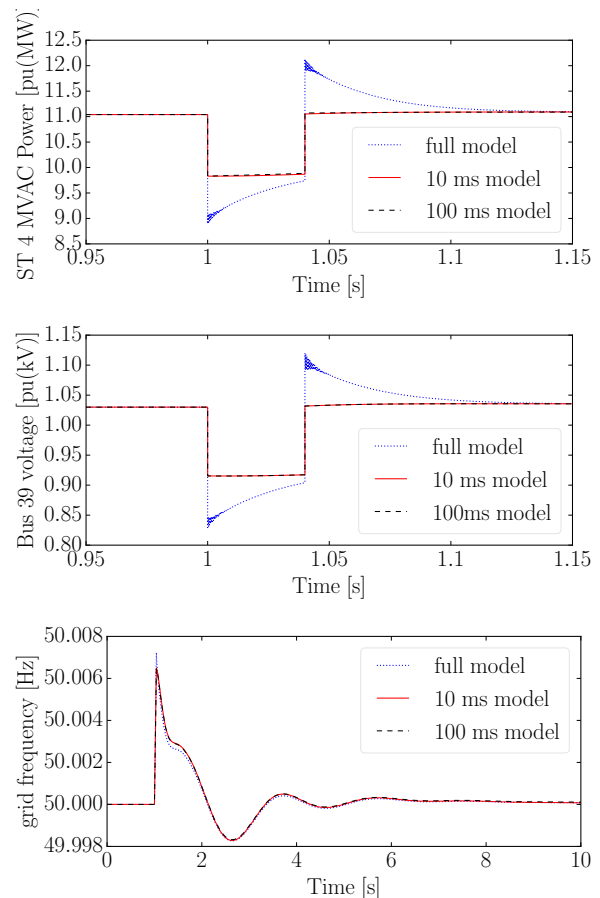 ST 4 MVAC Power [pu(MW)]
12.5
12.0
11.5
11.0
10.5
10.0
9.5
9.0
8.5
full model
10 ms model
100 ms model
0.95 1 1.05 1.1 1.15
Time [s]
Bus 39 voltage [pu(kV)]
1.15
1.10
1.05
1.00
0.95
0.90
0.85
0.80
full model
10 ms model
100ms model
0.95 1 1.05 1.1 1.15
Time [s]
grid frequency [Hz]
50.008
50.006
50.004
50.002
50.000
49.998
full model
10 ms model
100 ms model
0 2 4 6 8 10
Time [s]